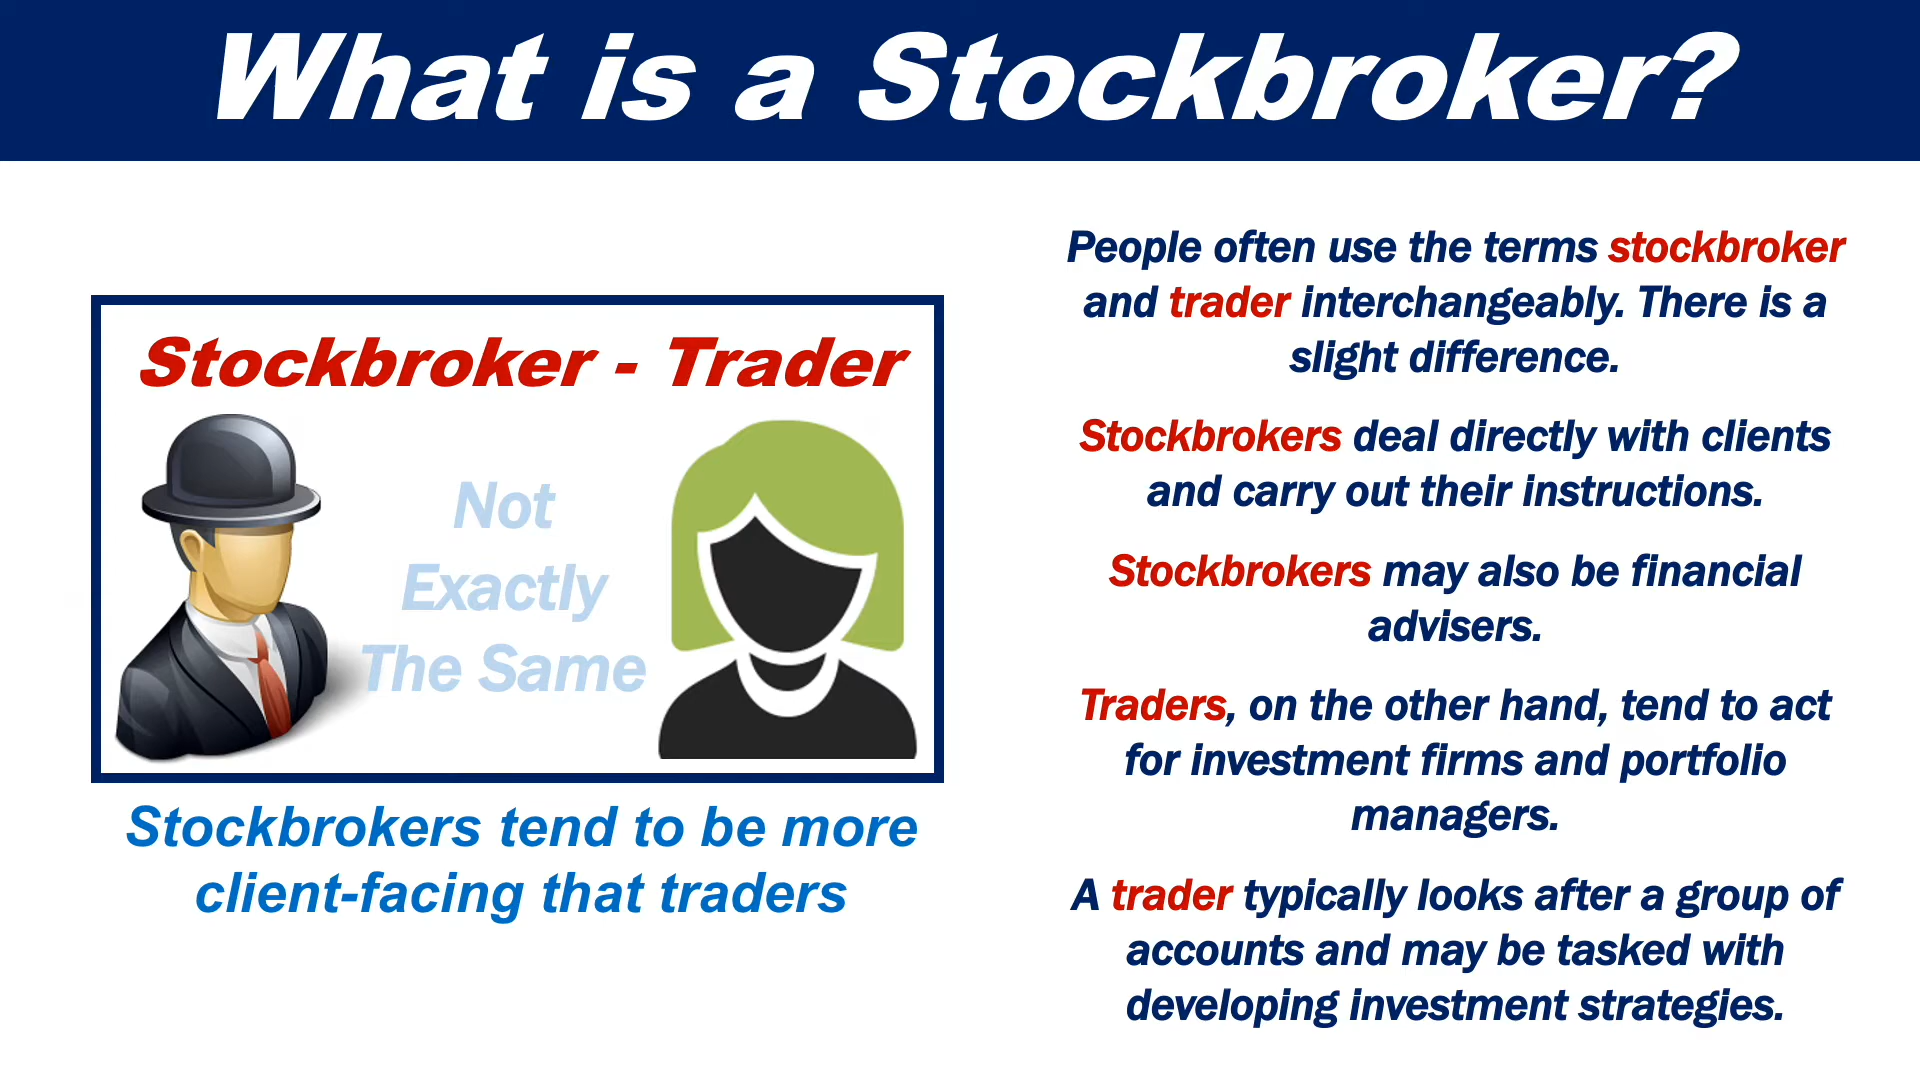 What is a Stockbroker?
Stockbroker - Trader
Not
Exactly
The Same
Stockbrokers tend to be more
client-facing that traders
People often use the terms stockbroker
and trader interchangeably. There is a
slight difference.
Stockbrokers deal directly with clients
and carry out their instructions.
Stockbrokers may also be financial
advisers.
Traders, on the other hand, tend to act
for investment firms and portfolio
managers.
A trader typically looks after a group of
accounts and may be tasked with
developing investment strategies.